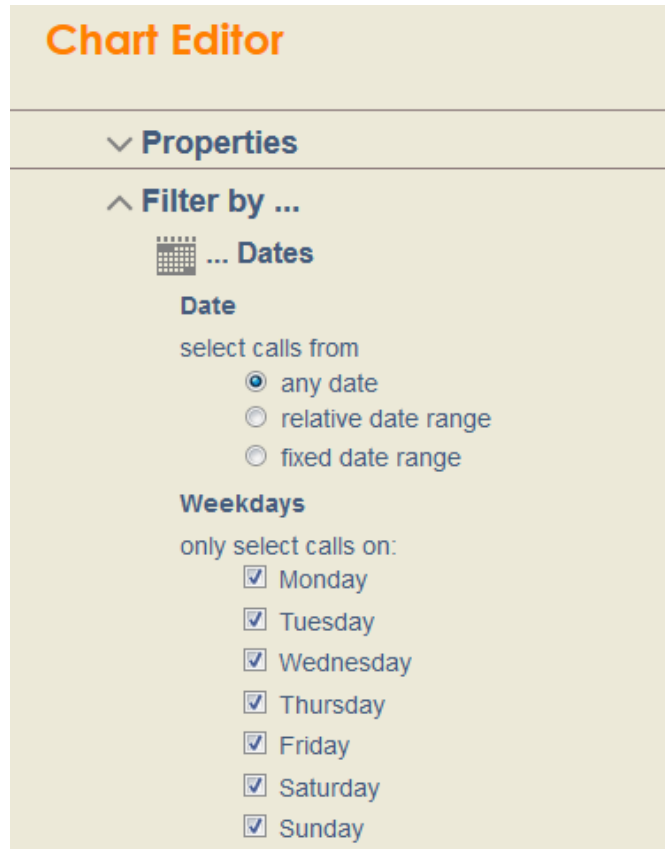 Chart Editor
Properties
Filter by ...
... Dates
Date
select calls from
any date
relative date range
fixed date range
Weekdays
only select calls on:
Monday
Tuesday
Wednesday
Thursday
Friday
Saturday
Sunday